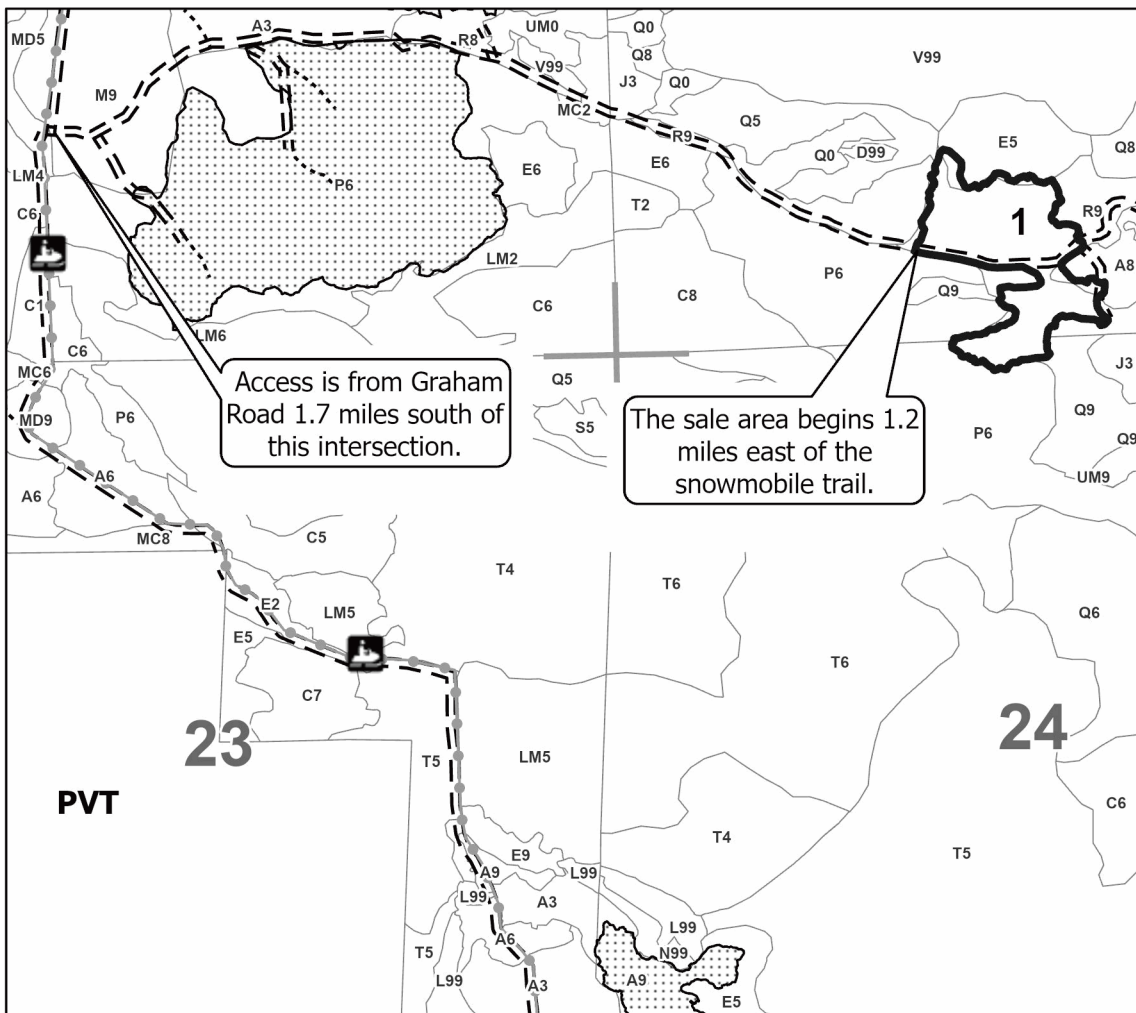 MD5
A3
UM0
Q0
R8
Q8
V99
V99
J3
Q0
M9
MC2
Q5
R9
E5
Q8
Q0
D99
E6
E6
LM4
P6
T2
R9
C6
1
LM2
A8
P6
C1
C6
C8
Q9
LM6
C6
MC6
J3
Access is from Graham
Road 1.7 miles south of
this intersection.
Q5
The sale area begins 1.2
miles east of the
snowmobile trail.
MD9
P6
S5
P6
Q9
Q9
A6
A6
UM9
MC8
C5
T4
T6
E2
LM5
Q6
E5
T6
C7
23
24
T5
LM5
PVT
C6
T4
E9
T5
A9
L99
L99
A3
L99
A6
T5
N99
L99
A3
A9
E5